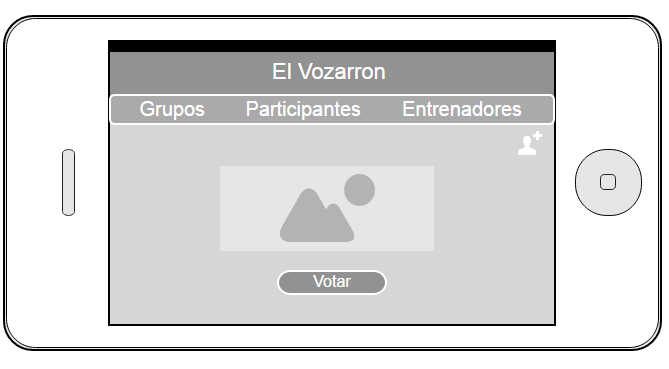 El Vozarron
Grupos Participantes Entrenadores
Votar